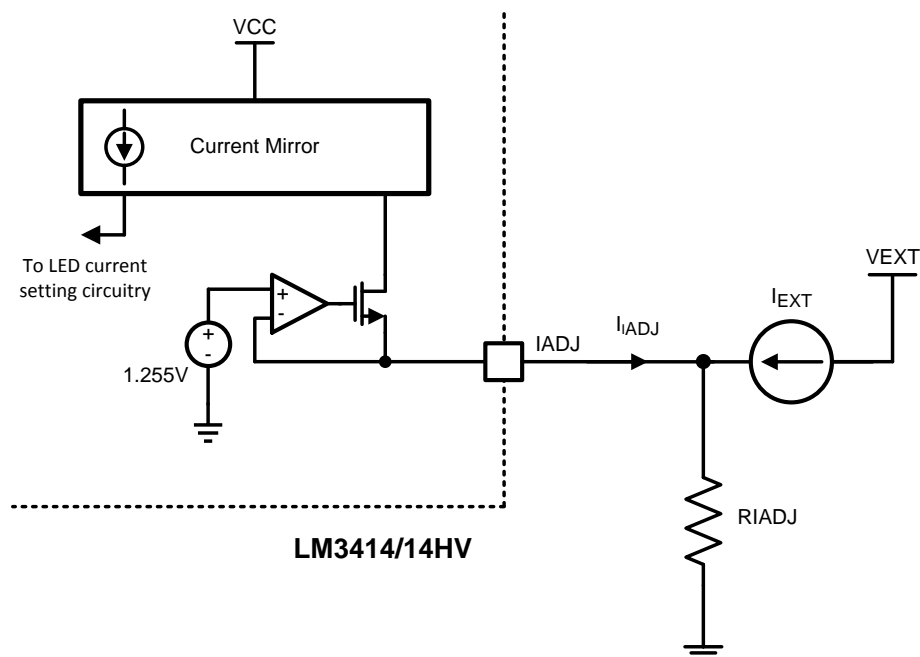 VCC
Current Mirror
To LED current
setting circuitry
+
-
+
-
1.255V
IADJ
IIADJ
IEXT
VEXT
RIADJ
LM3414/14HV